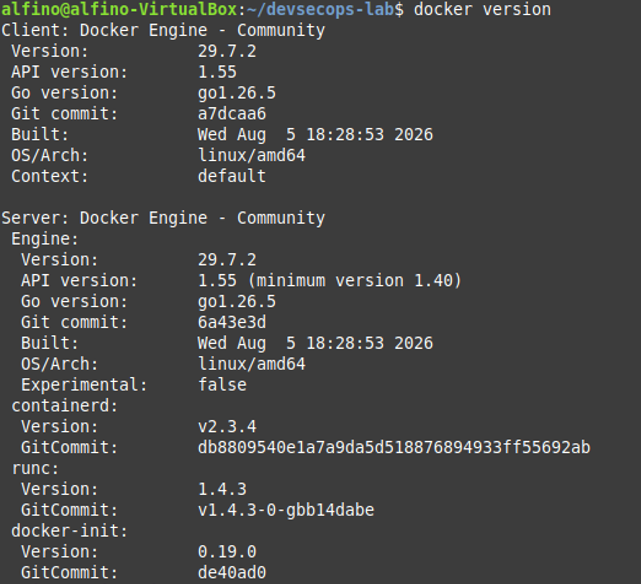 alfino@alfino-VirtualBox:~/devsecops-lab$ docker version
Client: Docker Engine - Community
 Version:           29.7.2
 API version:       1.55
 Go version:        go1.26.5
 Git commit:        a7dcaa6
 Built:             Wed Aug  5 18:28:53 2026
 OS/Arch:           linux/amd64
 Context:           default

Server: Docker Engine - Community
 Engine:
  Version:          29.7.2
  API version:      1.55 (minimum version 1.40)
  Go version:       go1.26.5
  Git commit:       6a43e3d
  Built:            Wed Aug  5 18:28:53 2026
  OS/Arch:          linux/amd64
  Experimental:     false
 containerd:
  Version:          v2.3.4
  GitCommit:        db8809540e1a7a9da5d518876894933ff55692ab
 runc:
  Version:          1.4.3
  GitCommit:        v1.4.3-0-gbb14dabe
 docker-init:
  Version:          0.19.0
  GitCommit:        de40ad0